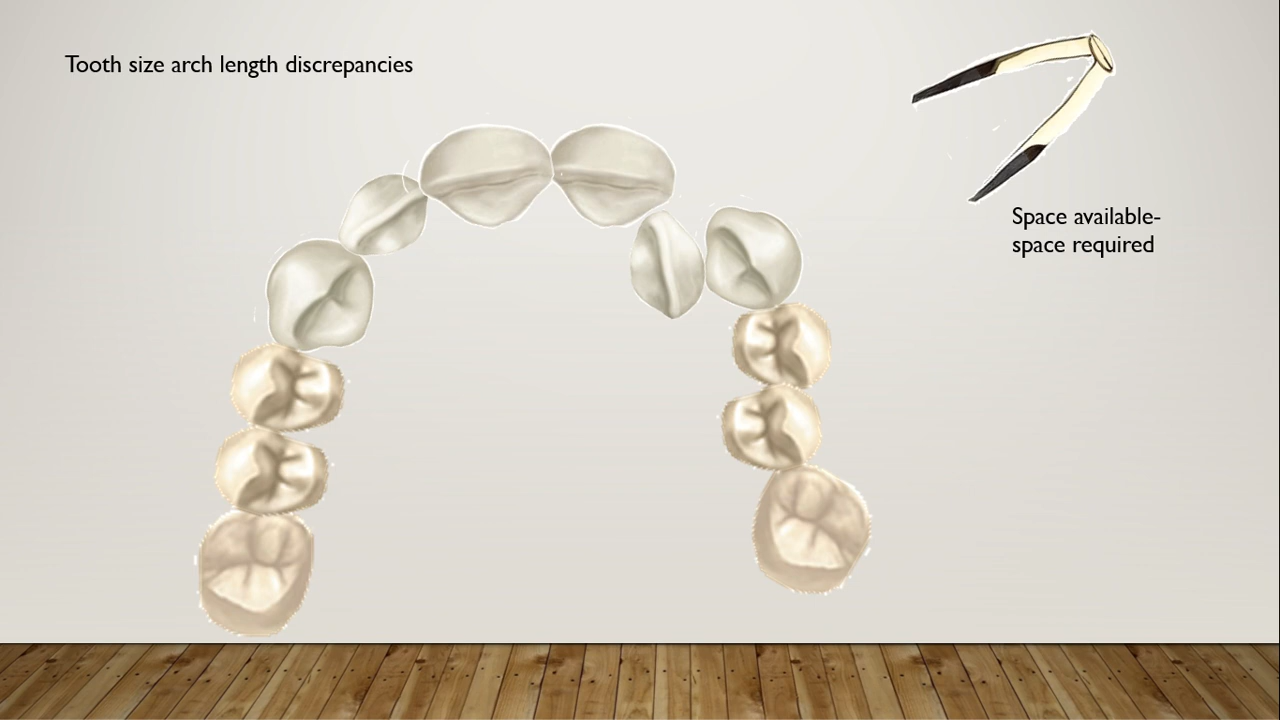 Tooth size arch length discrepancies
Space available-
space required